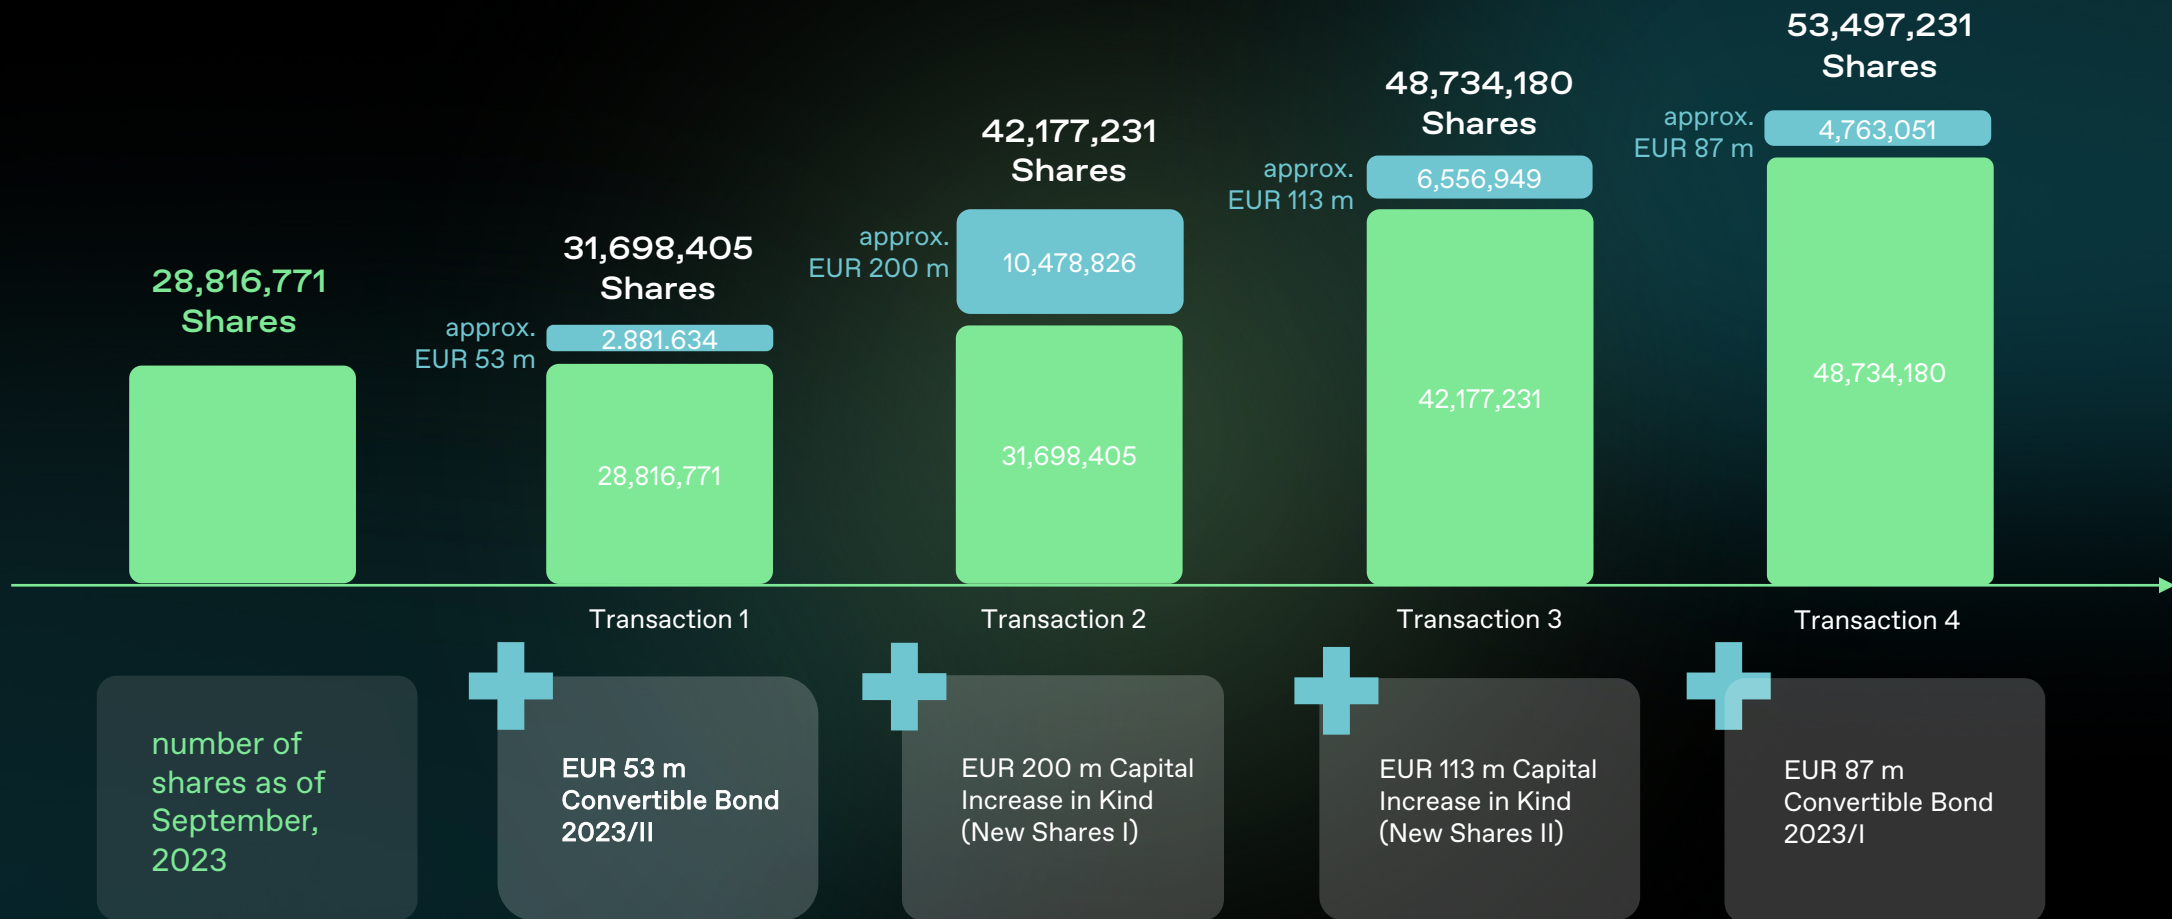 28,816,771
Shares
31,698,405
Shares
approx.
EUR 53 m
2.881.634
28,816,771
42,177,231
Shares
approx.
EUR 200 m
10,478,826
31,698,405
48,734,180
Shares
approx.
EUR 113 m
6,556,949
42,177,231
53,497,231
Shares
approx.
EUR 87 m
4,763,051
48,734,180
Transaction 1
Transaction 2
Transaction 3
Transaction 4
number of
shares as of
September,
2023
EUR 53 m
Convertible Bond
2023/II
EUR 200 m Capital
Increase in Kind
(New Shares I)
EUR 113 m Capital
Increase in Kind
(New Shares II)
EUR 87 m
Convertible Bond
2023/I